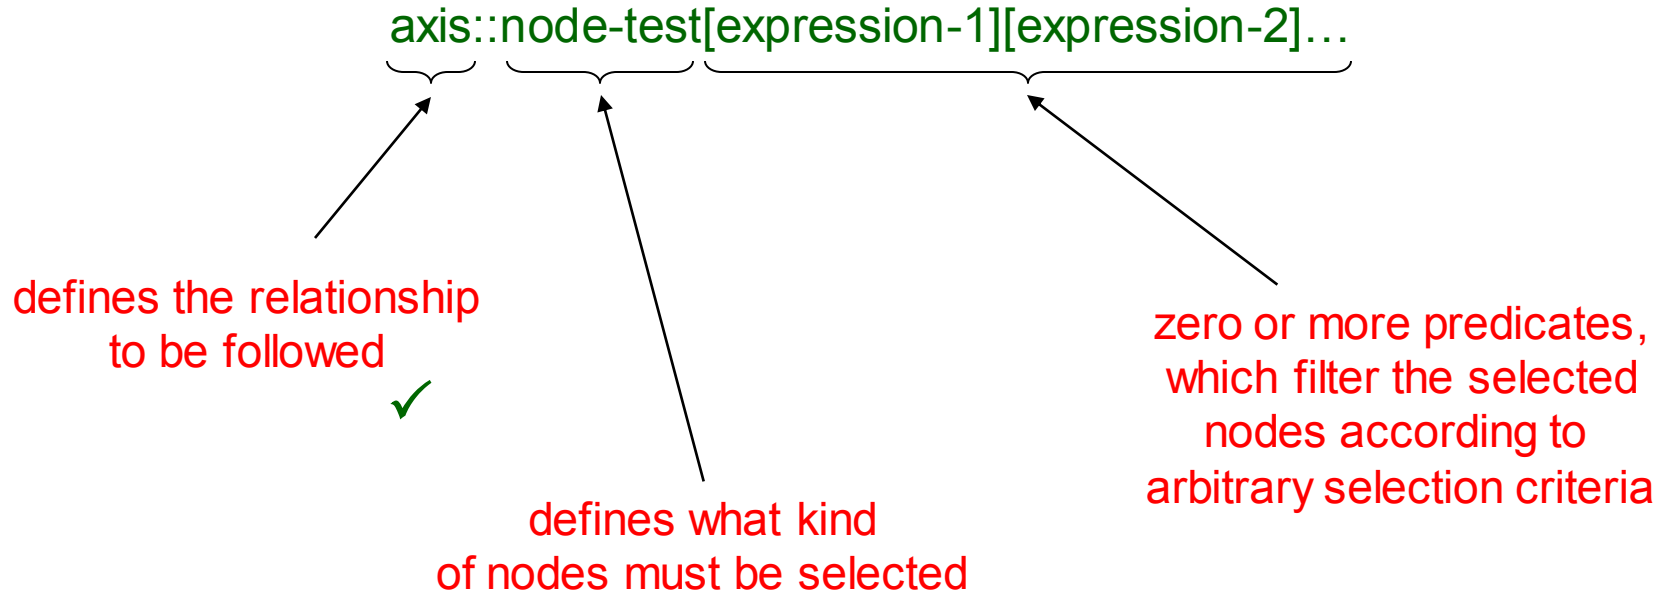 axis::node-test[expression-1][expression-2]…
defines the relationship
to be followed
zero or more predicates,
which filter the selected
nodes according to
arbitrary selection criteria
defines what kind
of nodes must be selected